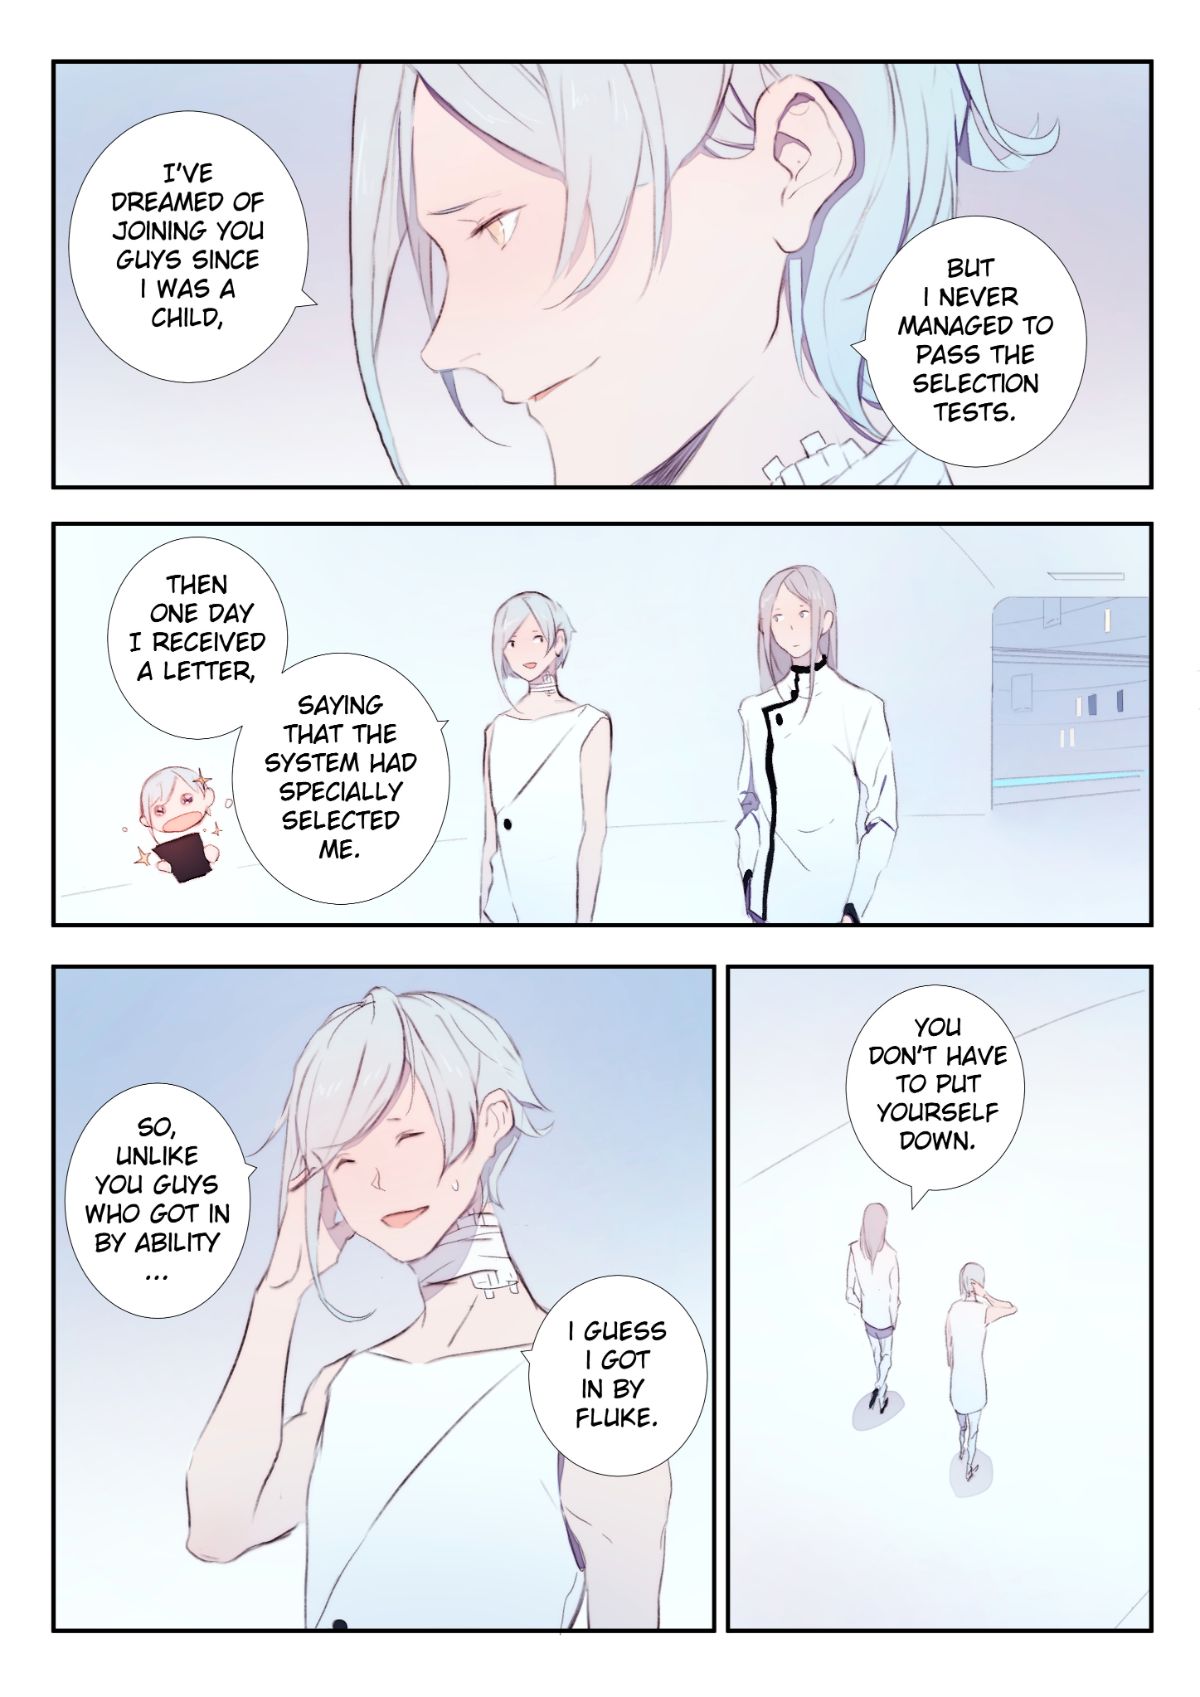 I'VE
DREAMED OF
JOINING YOU
GUYS SINCE
I WAS A
CHILD,
BUT
I NEVER
MANAGED TO
PASS THE
SELECTION
TESTS.
THEN
ONE DAY
I RECEIVED
A LETTER,
SAYING
THAT THE
SYSTEM HAD
SPECIALLY
SELECTED
ME.
SO,
UNLIKE
YOU GUYS
WHO GOT IN
BY ABILITY
...
I GUESS
I GOT
IN BY
FLUKE.
YOU
DON'T HAVE
TO PUT
YOURSELF
DOWN.